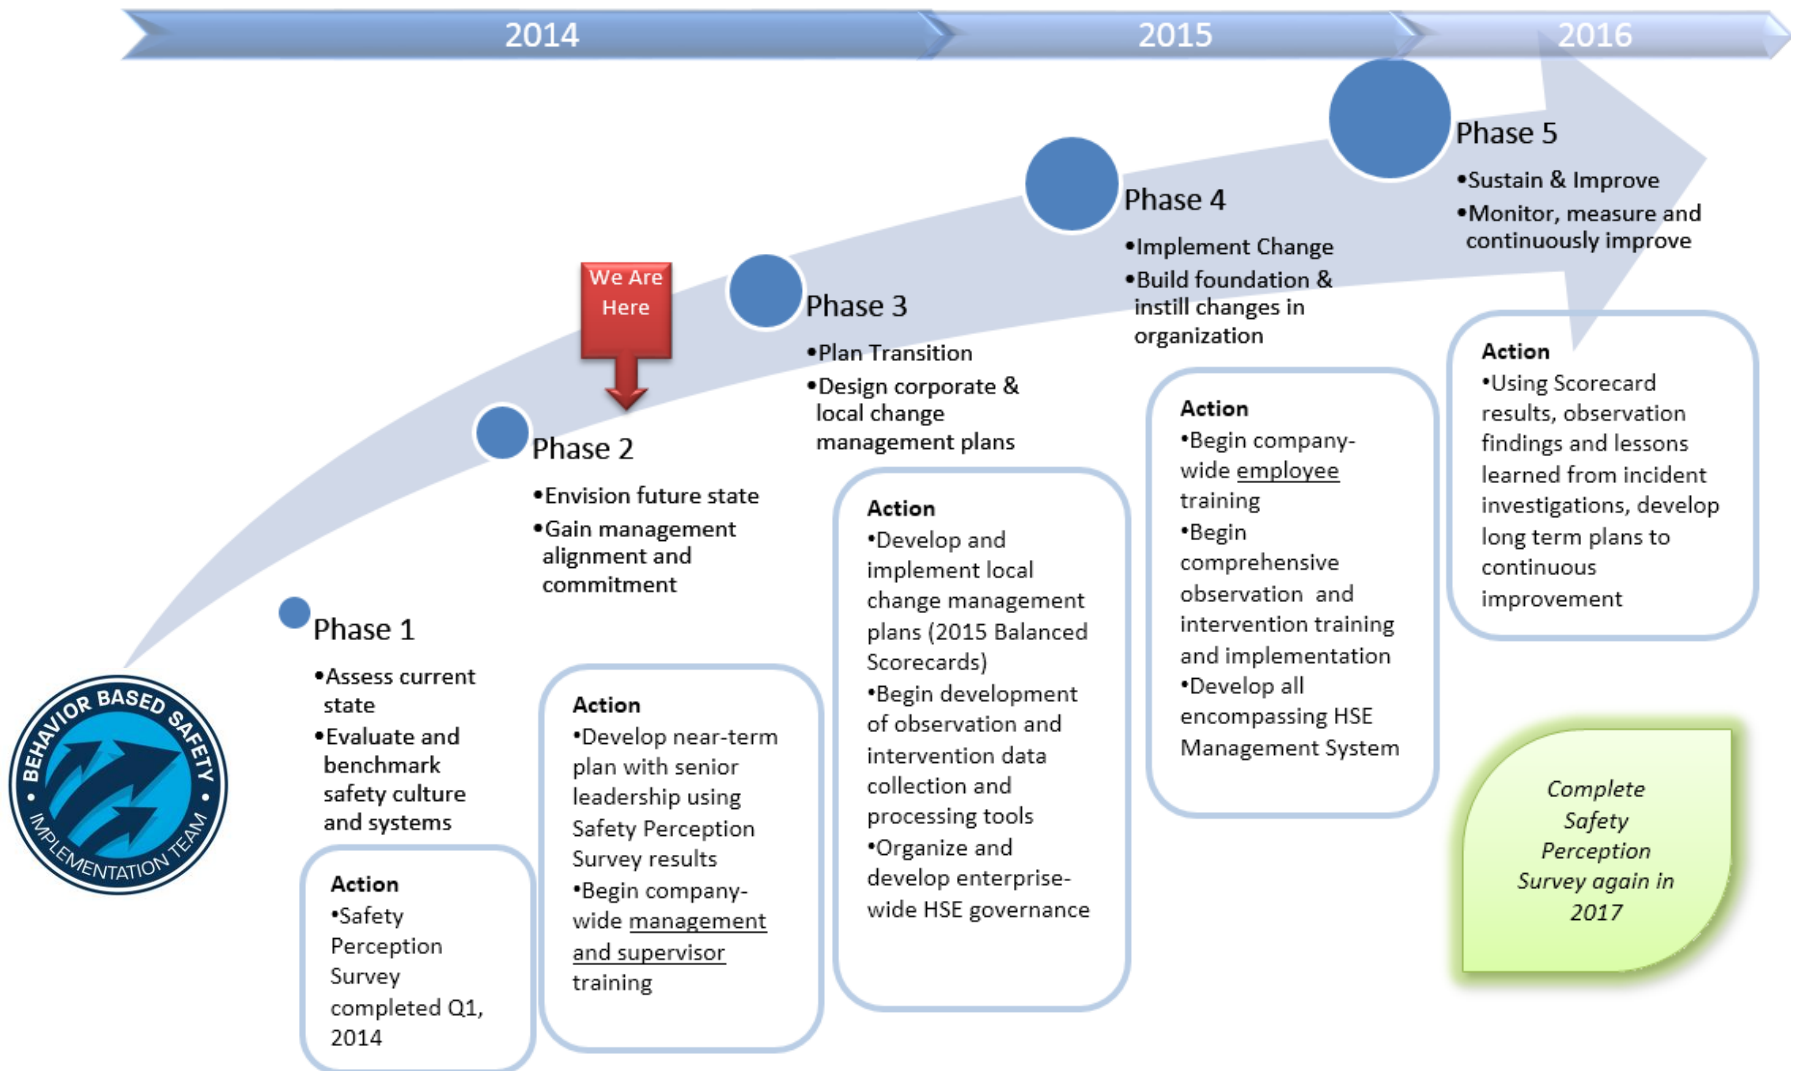 2014
2015
2016
Phase 5
•Sustain & Improve
•Monitor, measure and
continuously improve
Phase 4
•Implement Change
•Build foundation &
instill changes in
organization
We Are
Here
Phase 3
•Plan Transition
•Design corporate &
local change
management plans
Phase 2
•Envision future state
•Gain management
alignment and
commitment
Phase 1
•Assess current
state
•Evaluate and
benchmark
safety culture
and systems
BEHAVIOR BASED SAFETY
• IMPLEMENTATION TEAM •
Action
•Safety
Perception
Survey
completed Q1,
2014
Action
•Develop near-term
plan with senior
leadership using
Safety Perception
Survey results
•Begin company-
wide management
and supervisor
training
Action
•Develop and
implement local
change management
plans (2015 Balanced
Scorecards)
•Begin development
of observation and
intervention data
collection and
processing tools
•Organize and
develop enterprise-
wide HSE governance
Action
•Begin company-
wide employee
training
•Begin
comprehensive
observation and
intervention training
and implementation
•Develop all
encompassing HSE
Management System
Action
•Using Scorecard
results, observation
findings and lessons
learned from incident
investigations, develop
long term plans to
continuous
improvement
Complete
Safety
Perception
Survey again in
2017